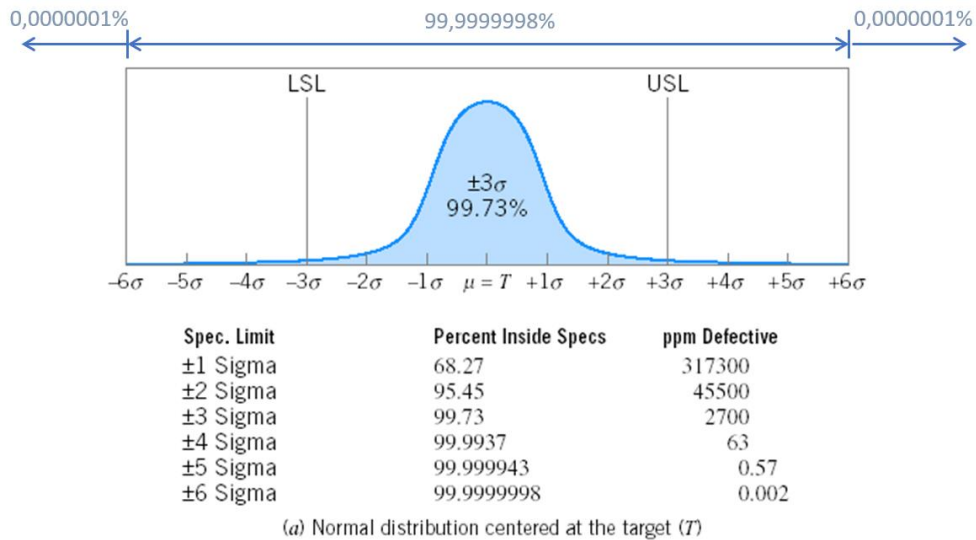 0,0000001% 99,9999998% 0,0000001%
LSL USL
±3σ
99.73%
–6σ –5σ –4σ –3σ –2σ –1σ μ = T +1σ +2σ +3σ +4σ +5σ +6σ
Spec. Limit Percent Inside Specs ppm Defective
±1 Sigma 68.27 317300
±2 Sigma 95.45 45500
±3 Sigma 99.73 2700
±4 Sigma 99.9937 63
±5 Sigma 99.999943 0.57
±6 Sigma 99.9999998 0.002
(a) Normal distribution centered at the target (T)